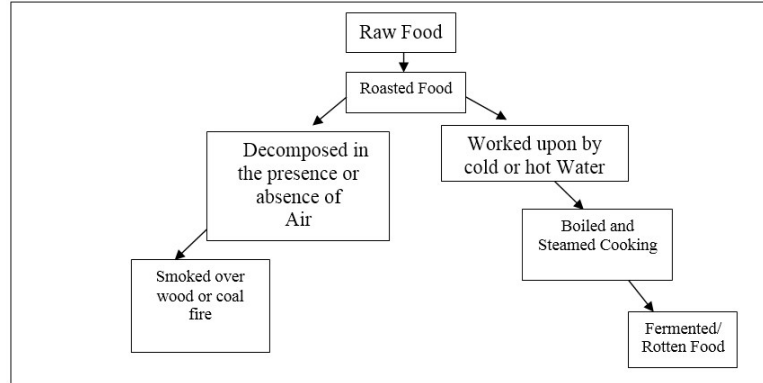 Raw Food
Roasted Food
Decomposed in
the presence or
absence of
Air
Worked upon by
cold or hot Water
Smoked over
wood or coal
fire
Boiled and
Steamed Cooking
Fermented/
Rotten Food